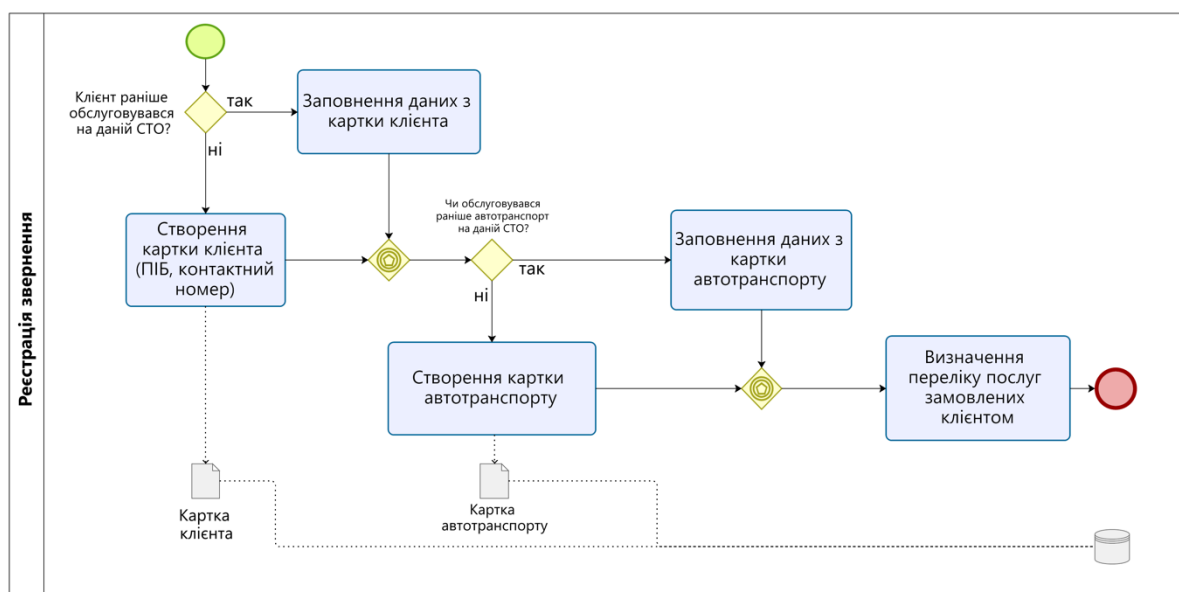 Реєстрація звернення
Клієнт раніше
обслуговувався
на даній СТО?
так
ні
Заповнення даних з
картки клієнта
Створення
картки клієнта
(ПІБ, контактний
номер)
Чи обслуговувався
раніше автотранспорт
на даній СТО?
так
ні
Заповнення даних з
картки
автотранспорту
Створення картки
автотранспорту
Визначення
переліку послуг
замовлених
клієнтом
Картка
клієнта
Картка
автотранспорту